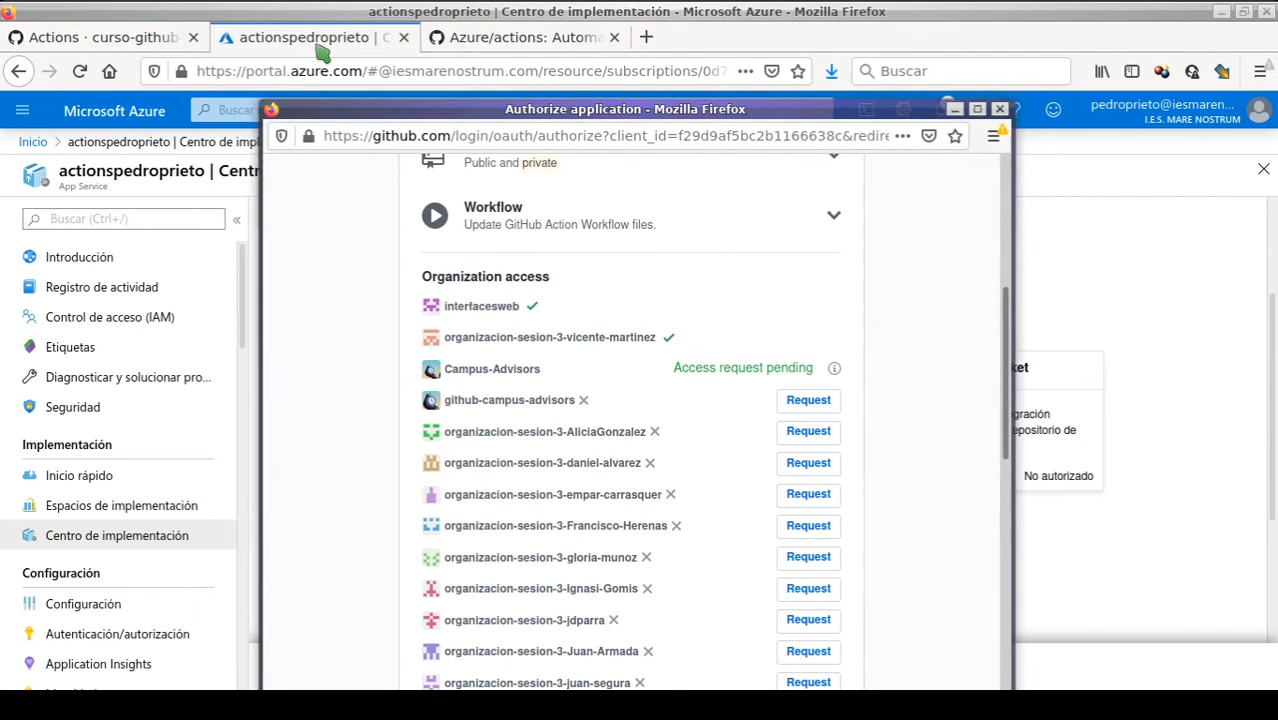 actionspedroprieto | Centro de implementación - Microsoft Azure - Mozilla Firefox
Actions · curso-github
actionspedroprieto | C
Azure/actions: Automa
https://portal.azure.com/#@iesmarenostrum.com/resource/subscriptions/0d7
Buscar
Microsoft Azure
Buscar
pedroprieto@iesmaren...
I.E.S. MARE NOSTRUM
Authorize application - Mozilla Firefox
https://github.com/login/oauth/authorize?client_id=f29d9af5bc2b1166638c&redire
Inicio
actionspedroprieto | Centro de impl
actionspedroprieto | Centr
App Service
Buscar (Ctrl+/)
Introducción
Registro de actividad
Control de acceso (IAM)
Etiquetas
Diagnosticar y solucionar pro...
Seguridad
Implementación
Inicio rápido
Espacios de implementación
Centro de implementación
Configuración
Configuración
Autenticación/autorización
Application Insights
Public and private
Workflow
Update GitHub Action Workflow files.
Organization access
interfacesweb
organizacion-sesion-3-vicente-martinez
Campus-Advisors Access request pending
github-campus-advisors Request
organizacion-sesion-3-AliciaGonzalez Request
organizacion-sesion-3-daniel-alvarez Request
organizacion-sesion-3-empar-carrasquer Request
organizacion-sesion-3-Francisco-Herenas Request
organizacion-sesion-3-gloria-munoz Request
organizacion-sesion-3-Ignasi-Gomis Request
organizacion-sesion-3-jdparra Request
organizacion-sesion-3-Juan-Armada Request
organizacion-sesion-3-juan-segura Request
ket
egración
epositorio de
No autorizado